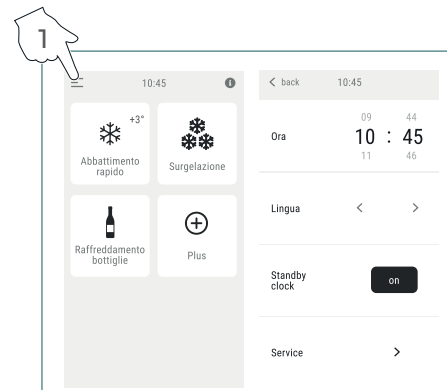 1
10:45
+3°
Abbattimento
rapido
Surgelazione
Raffreddamento
bottiglie
Plus
back
10:45
Ora
09
44
10 : 45
11
46
Lingua
Standby
clock
on
Service